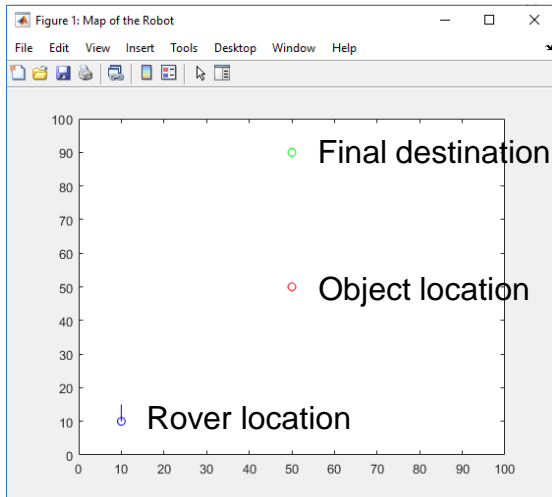 Figure 1: Map of the Robot
File Edit View Insert Tools Desktop Window Help
100
90
Final destination
80
70
60
50
Object location
40
30
20
10
Rover location
0
0 10 20 30 40 50 60 70 80 90 100